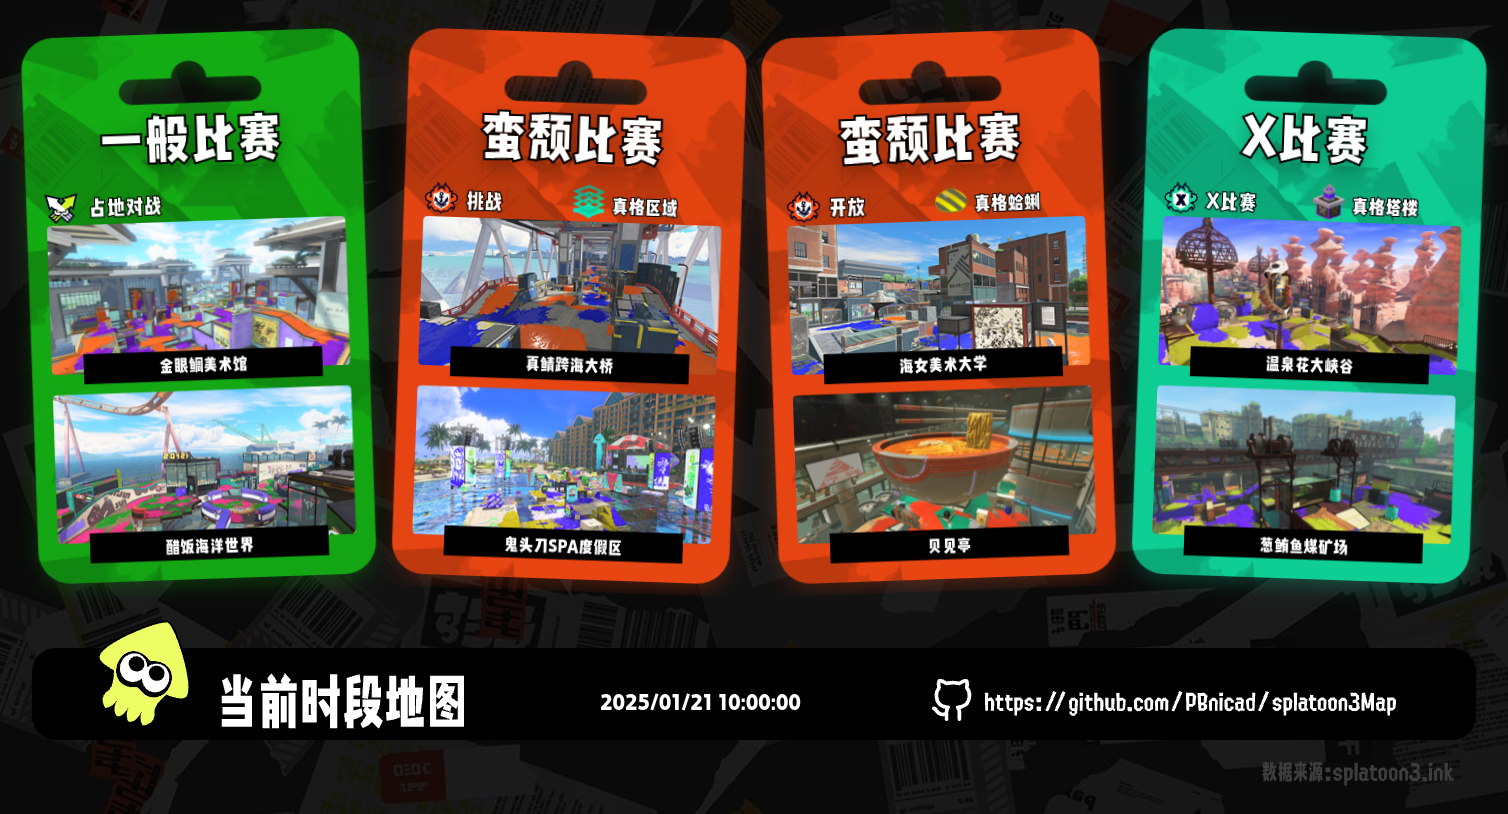 一般比赛
占地对战
金眼鲷美术馆
醋饭海洋世界
蛮颓比赛
挑战
真格区域
真鲭跨海大桥
鬼头刀SPA度假区
蛮颓比赛
开放
真格蛤蜊
海女美术大学
贝见亭
X比赛
X比赛
真格塔楼
温泉花大峡谷
葱鲔鱼煤矿场
当前时段地图
2025/01/21 10:00:00
https://github.com/PBnicad/splatoon3Map
数据来源:splatoon3.ink